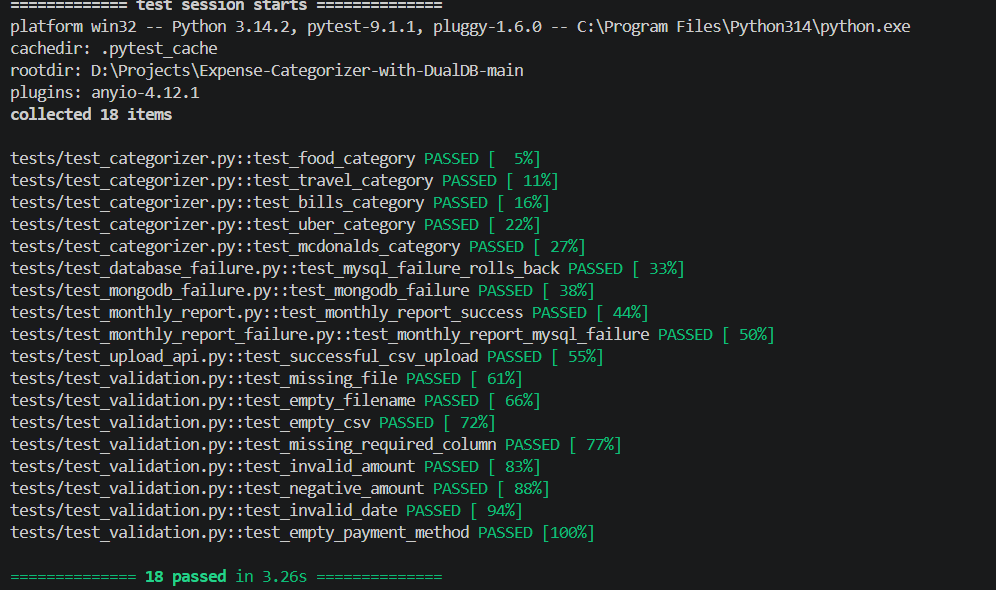 ============= test session starts ==============
platform win32 -- Python 3.14.2, pytest-9.1.1, pluggy-1.6.0 -- C:\Program Files\Python314\python.exe
cachedir: .pytest_cache
rootdir: D:\Projects\Expense-Categorizer-with-DualDB-main
plugins: anyio-4.12.1
collected 18 items
tests/test_categorizer.py::test_food_category PASSED [  5%]
tests/test_categorizer.py::test_travel_category PASSED [ 11%]
tests/test_categorizer.py::test_bills_category PASSED [ 16%]
tests/test_categorizer.py::test_uber_category PASSED [ 22%]
tests/test_categorizer.py::test_mcdonalds_category PASSED [ 27%]
tests/test_database_failure.py::test_mysql_failure_rolls_back PASSED [ 33%]
tests/test_mongodb_failure.py::test_mongodb_failure PASSED [ 38%]
tests/test_monthly_report.py::test_monthly_report_success PASSED [ 44%]
tests/test_monthly_report_failure.py::test_monthly_report_mysql_failure PASSED [ 50%]
tests/test_upload_api.py::test_successful_csv_upload PASSED [ 55%]
tests/test_validation.py::test_missing_file PASSED [ 61%]
tests/test_validation.py::test_empty_filename PASSED [ 66%]
tests/test_validation.py::test_empty_csv PASSED [ 72%]
tests/test_validation.py::test_missing_required_column PASSED [ 77%]
tests/test_validation.py::test_invalid_amount PASSED [ 83%]
tests/test_validation.py::test_negative_amount PASSED [ 88%]
tests/test_validation.py::test_invalid_date PASSED [ 94%]
tests/test_validation.py::test_empty_payment_method PASSED [100%]
============== 18 passed in 3.26s ==============